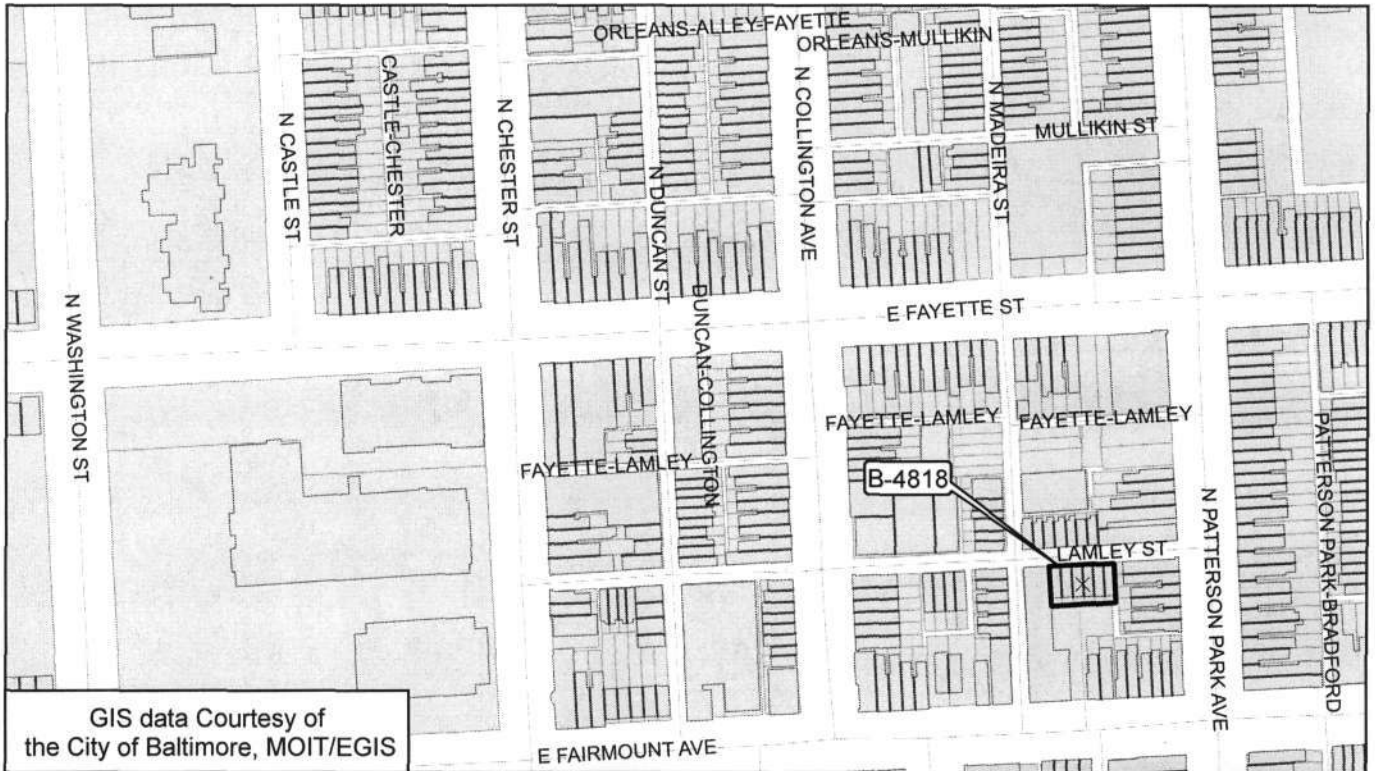 ORLEANS-ALLEY-FAYETTE
ORLEANS-MULLIKIN
CASTLE-CHESTER
N CASTLE ST
N CHESTER ST
N DUNCAN ST
N COLLINGTON AVE
N MADEIRA ST
MULLIKIN ST
N WASHINGTON ST
DUNCAN-COLLINGTON
E FAYETTE ST
FAYETTE-LAMLEY
FAYETTE-LAMLEY
FAYETTE-LAMLEY
B-4818
LAMLEY ST
N PATTERSON PARK AVE
PATTERSON PARK-BRADFORD
GIS data Courtesy of
the City of Baltimore, MOIT/EGIS
E FAIRMOUNT AVE